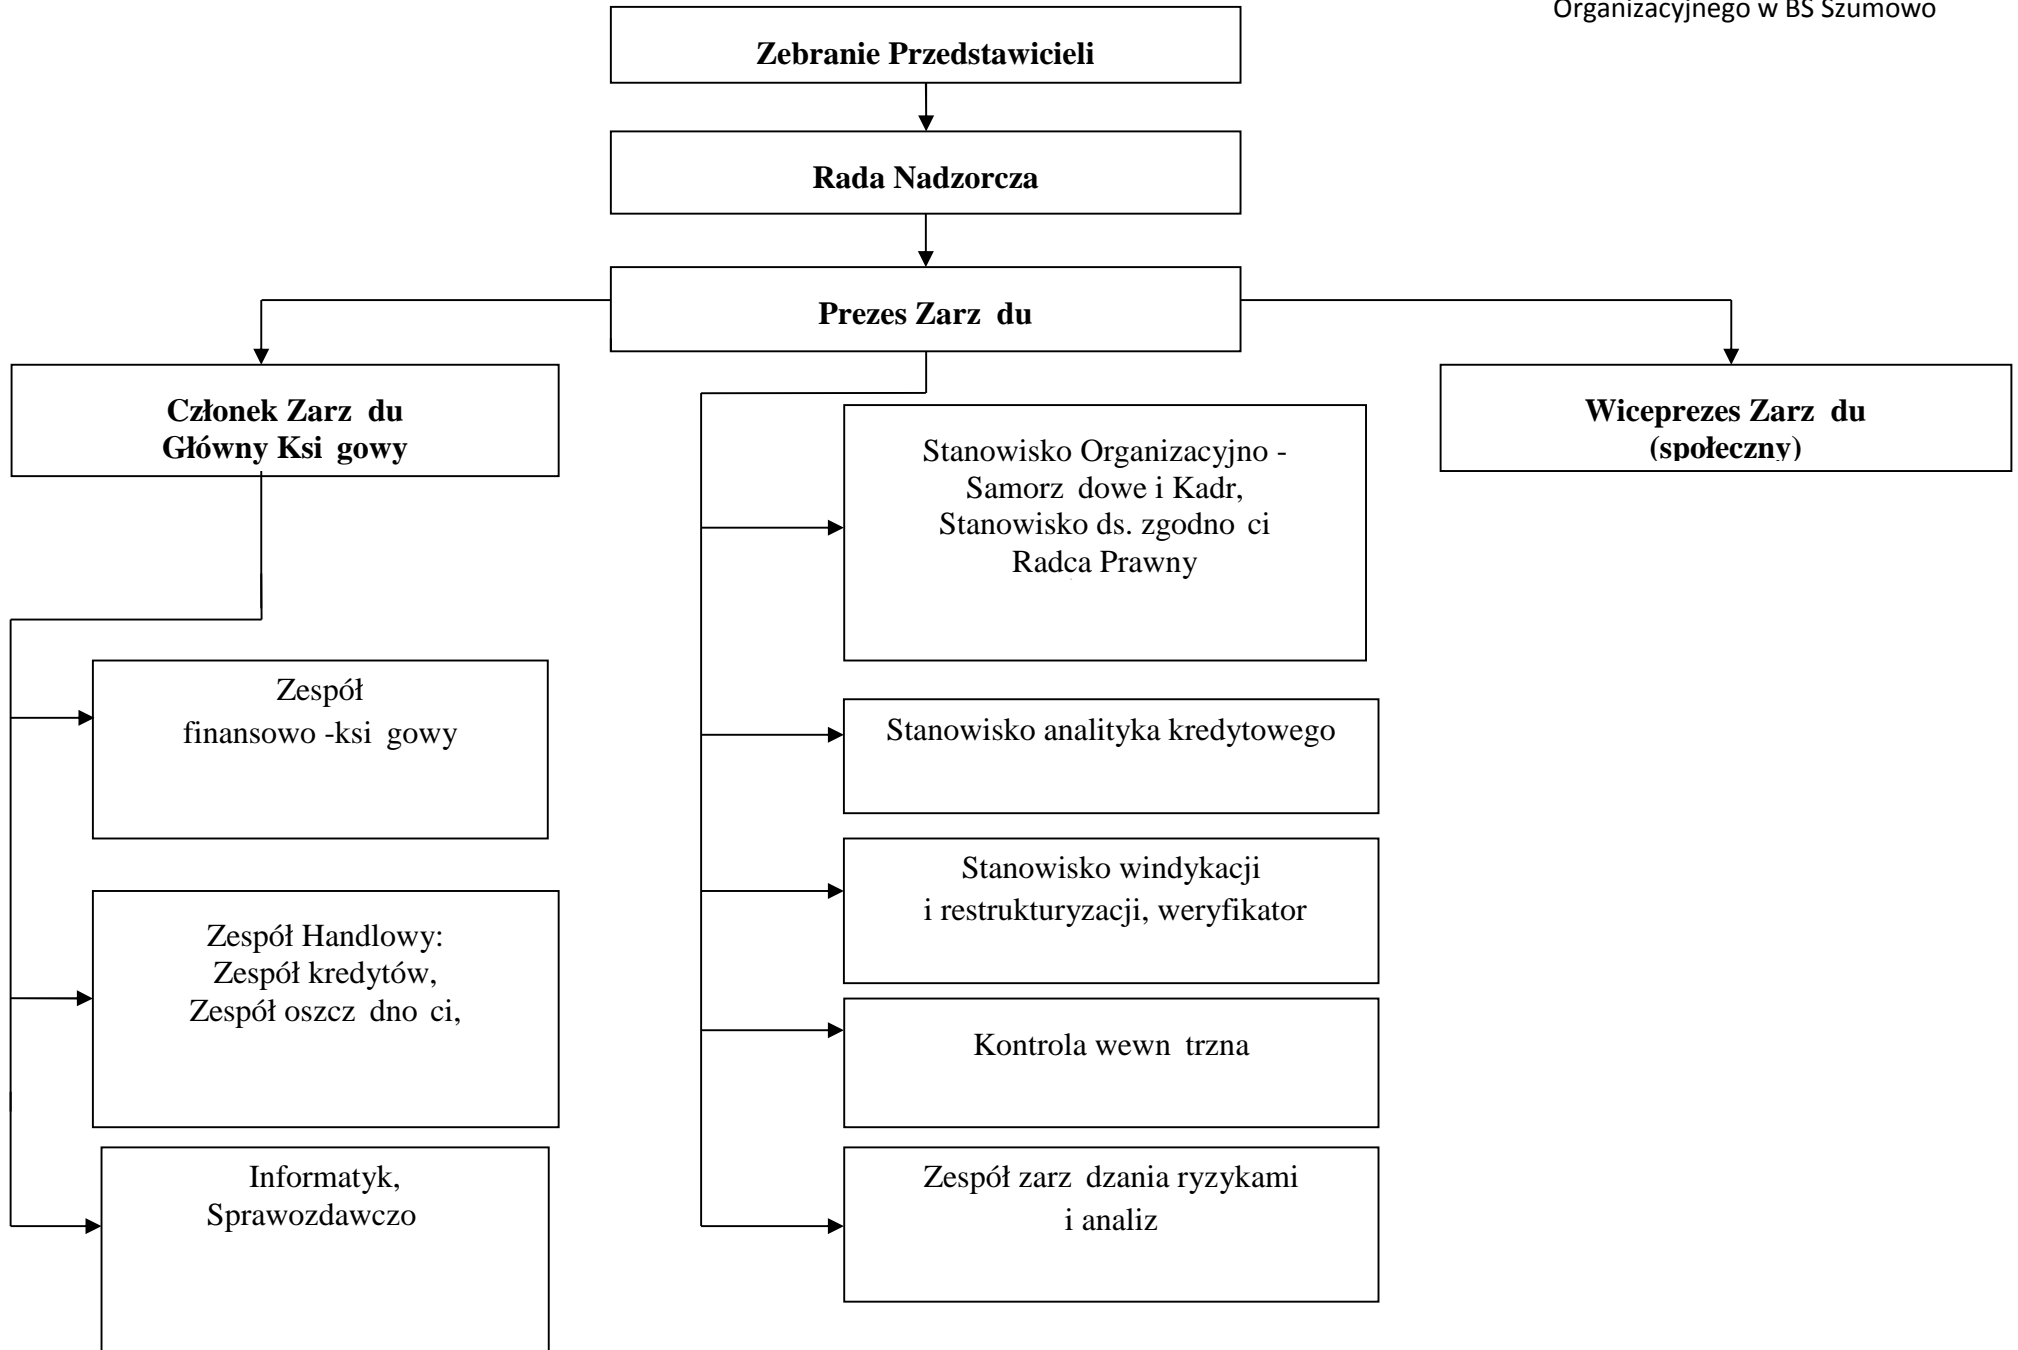 Organizacyjnego w BS Szumowo
Zebranie Przedstawicieli
Rada Nadzorcza
Prezes Zarz du
Członek Zarz du
Główny Ksi gowy
Wiceprezes Zarz du
(społeczny)
Stanowisko Organizacyjno -
Samorz dowe i Kadr,
Stanowisko ds. zgodno ci
Radca Prawny
Zespół
finansowo -ksi gowy
Stanowisko analityka kredytowego
Stanowisko windykacji
i restrukturyzacji, weryfikator
Zespół Handlowy:
Zespół kredytów,
Zespół oszcz dno ci,
Kontrola wewn trzna
Informatyk,
Sprawozdawczo
Zespół zarz dzania ryzykami
i analiz